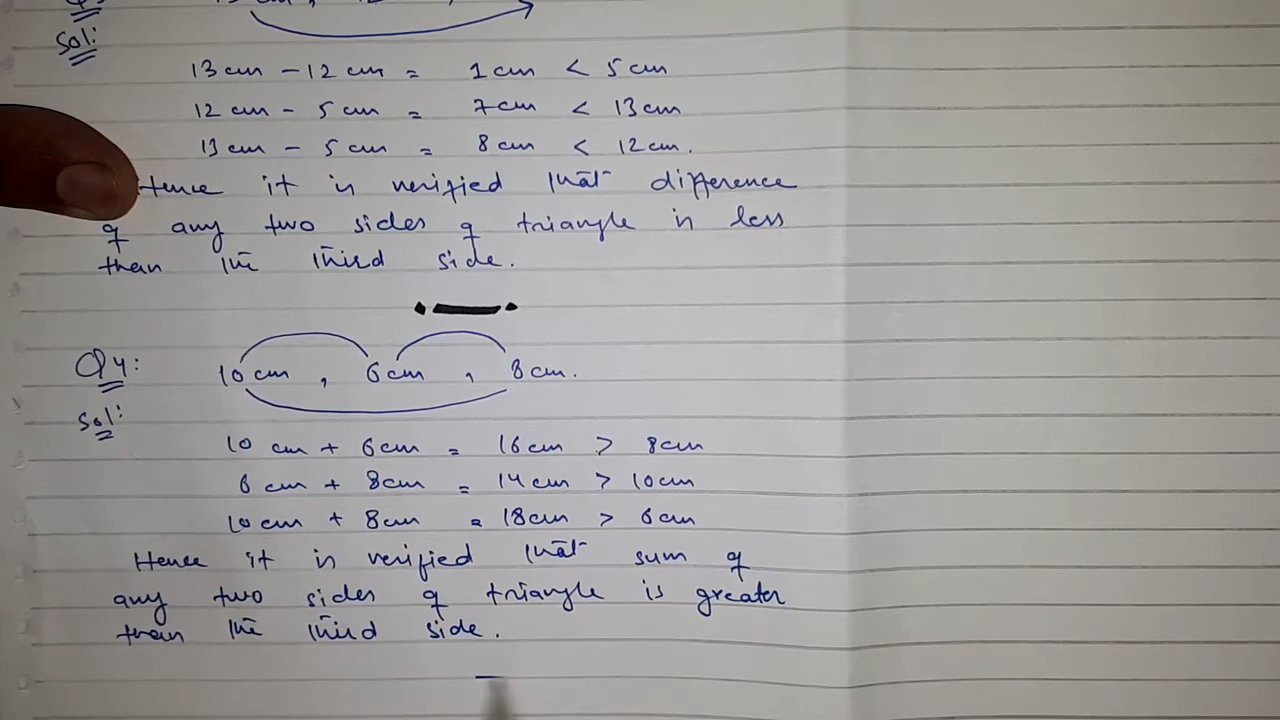 Sol:
13 cm - 12 cm = 1 cm < 5 cm
12 cm - 5 cm = 7 cm < 13 cm
13 cm - 5 cm = 8 cm < 12 cm.
Hence it is verified that difference
of any two sides of triangle is less
than the third side.
Q4: 10 cm , 6 cm , 8 cm.
Sol:
10 cm + 6 cm = 16 cm > 8 cm
6 cm + 8 cm = 14 cm > 10 cm
10 cm + 8 cm = 18 cm > 6 cm
Hence it is verified that sum of
any two sides of triangle is greater
than the third side.